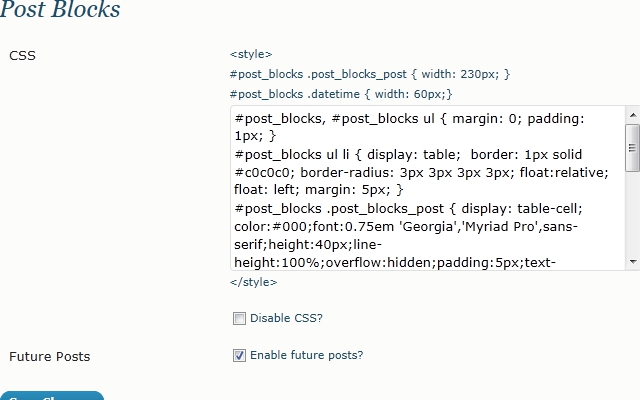 Post Blocks
CSS
<style>
#post_blocks .post_blocks_post { width: 230px; }
#post_blocks .datetime { width: 60px;}
#post_blocks, #post_blocks ul { margin: 0; padding:
1px; }
#post_blocks ul li { display: table;  border: 1px solid
#c0c0c0; border-radius: 3px 3px 3px 3px; float:relative;
float: left; margin: 5px; }
#post_blocks .post_blocks_post { display: table-cell;
color:#000;font:0.75em 'Georgia','Myriad Pro',sans-
serif;height:40px;line-
height:100%;overflow:hidden;padding:5px;text-
</style>
Disable CSS?
Future Posts
Enable future posts?